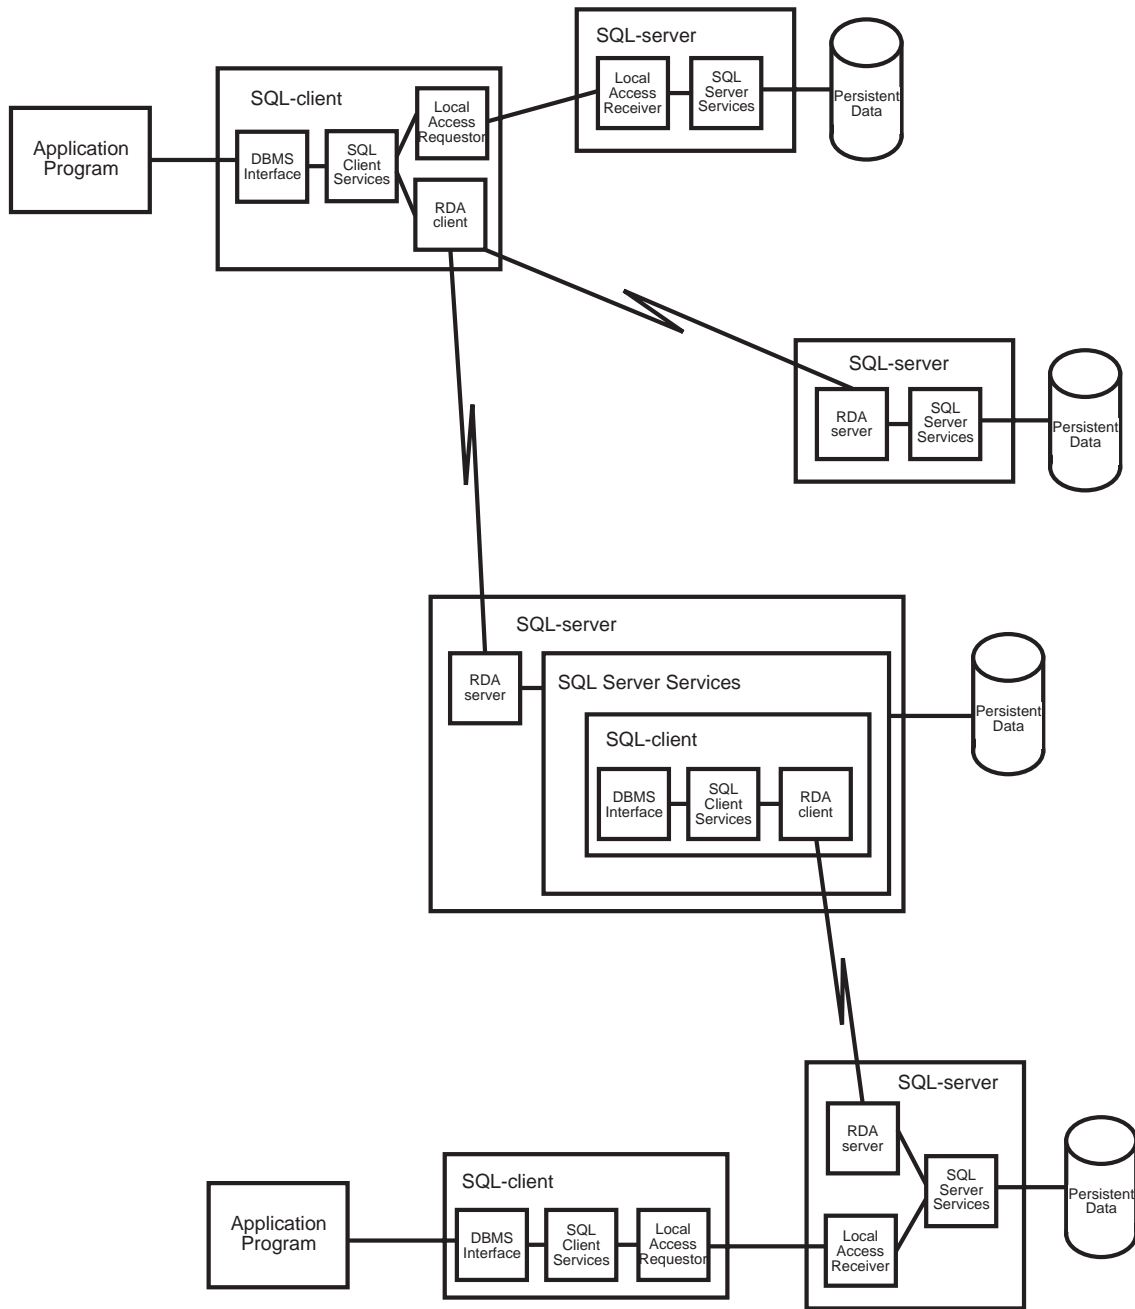 SQL-server
Local
Access
Receiver
SQL
Server
Services
Persistent
Data
SQL-client
Local
Access
Requestor
Application
Program
DBMS
Interface
SQL
Client
Services
RDA
client
SQL-server
RDA
server
SQL
Server
Services
Persistent
Data
SQL-server
RDA
server
SQL Server Services
Persistent
Data
SQL-client
DBMS
Interface
SQL
Client
Services
RDA
client
SQL-server
RDA
server
SQL
Server
Services
Persistent
Data
SQL-client
Application
Program
DBMS
Interface
SQL
Client
Services
Local
Access
Requestor
Local
Access
Receiver